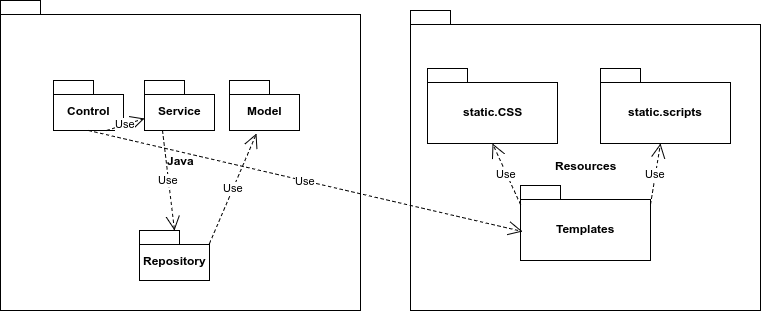 Control
Service
Model
Use
Java
Use
Use
Use
Repository
static.CSS
static.scripts
Resources
Use
Use
Templates